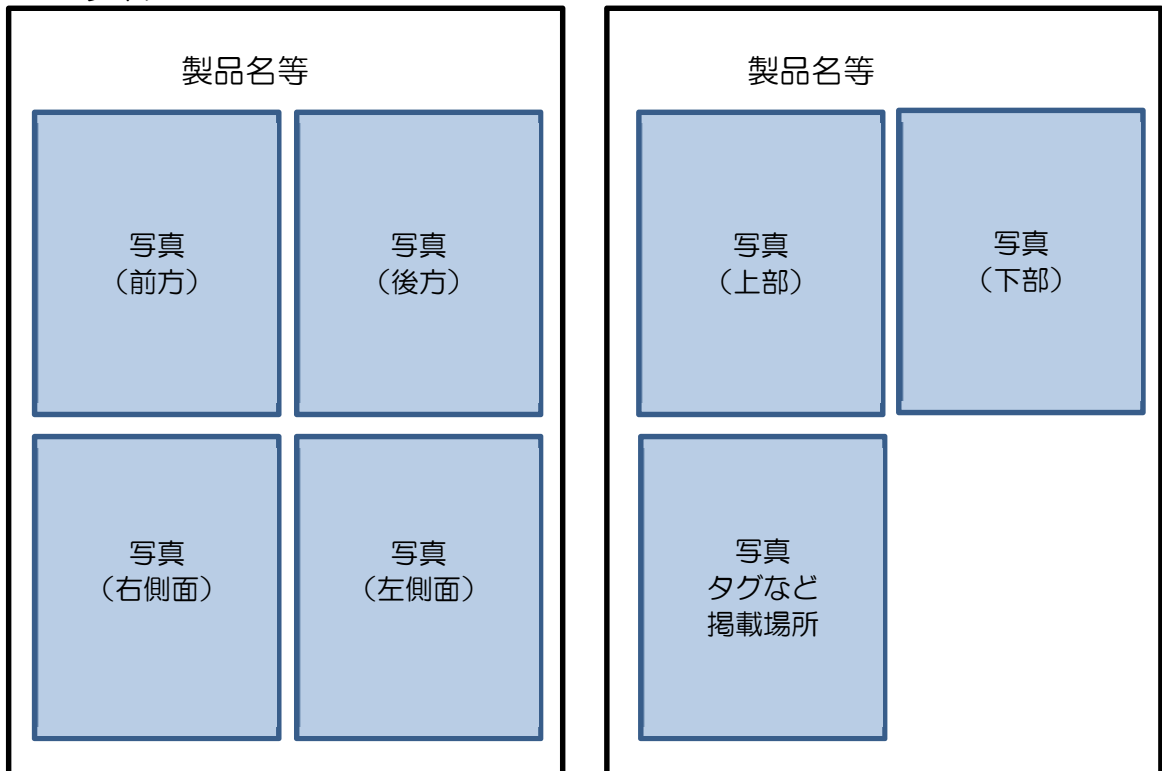 製品名等
写真
(前方)
写真
(後方)
写真
(右側面)
写真
(左側面)
製品名等
写真
(上部)
写真
(下部)
写真
タグなど
掲載場所